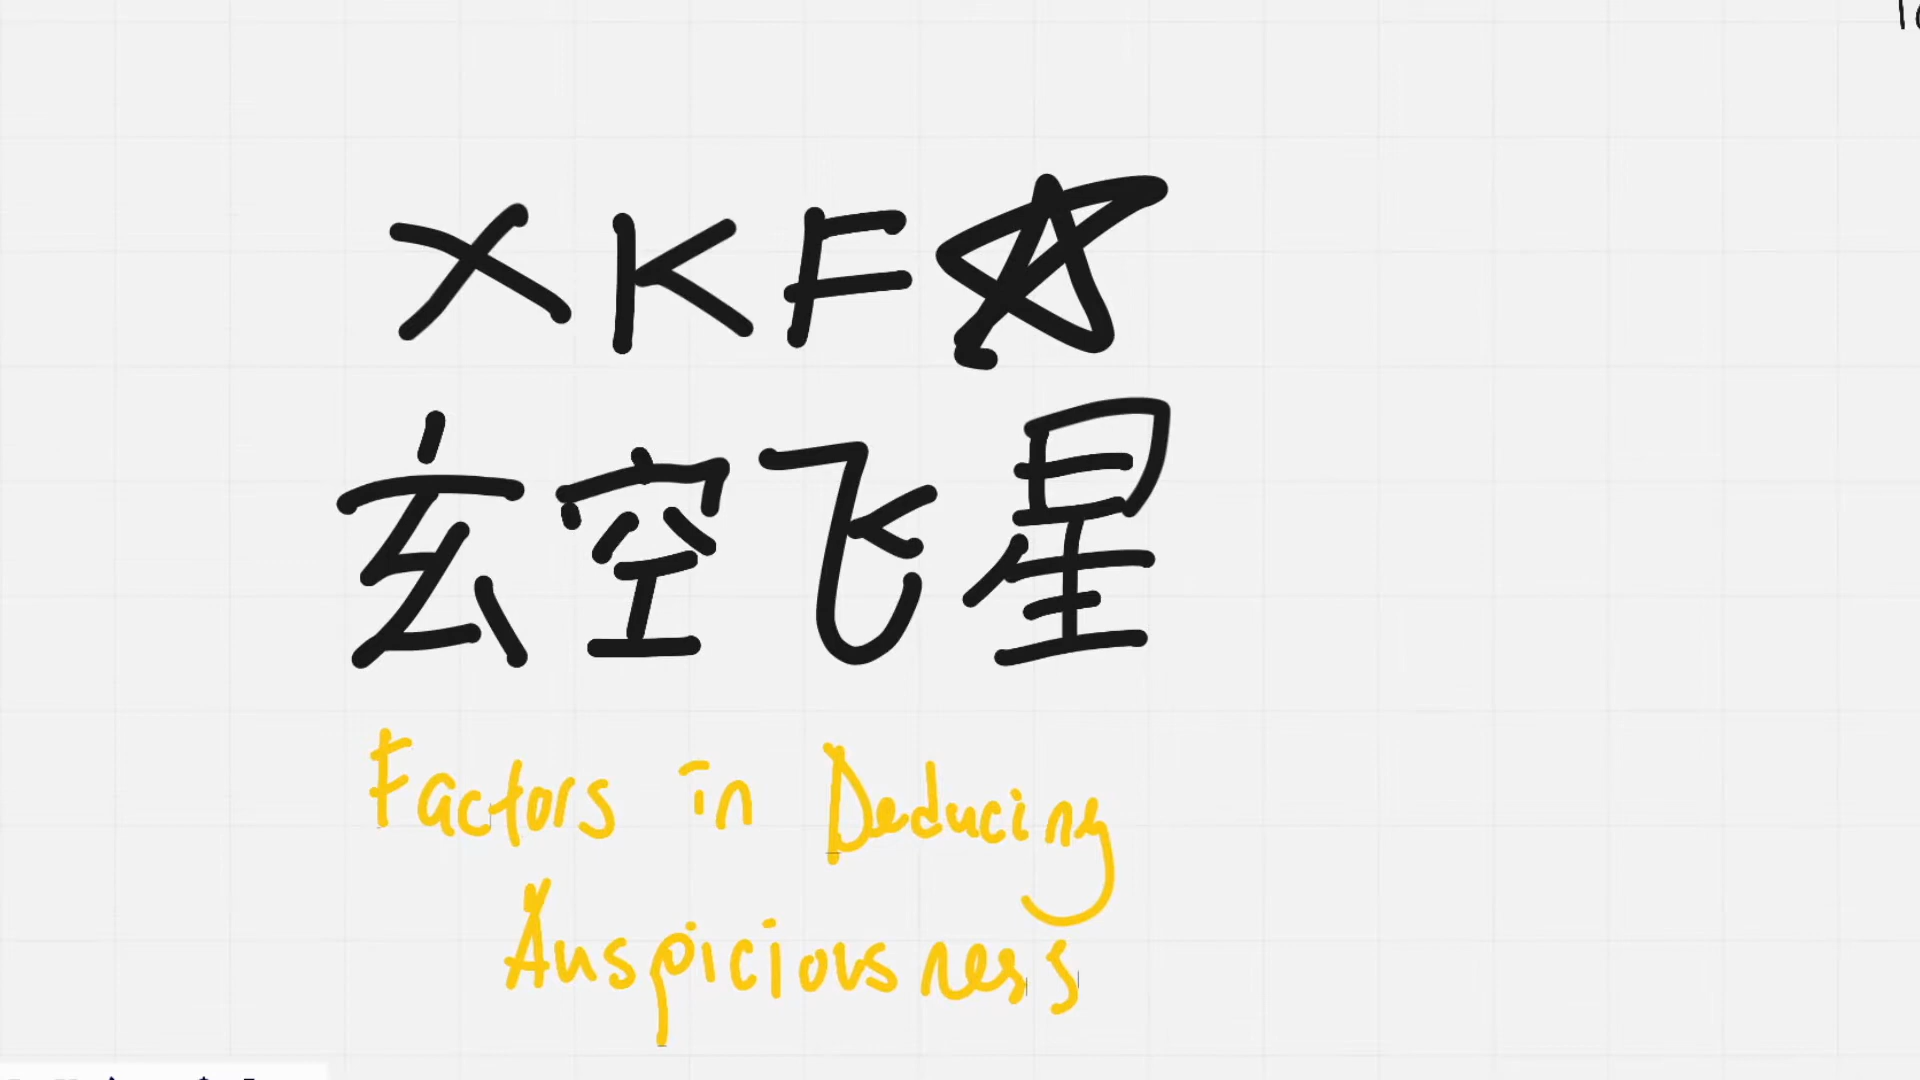 XKF☆
玄空飞星
Factors in Deducing
Auspiciousness